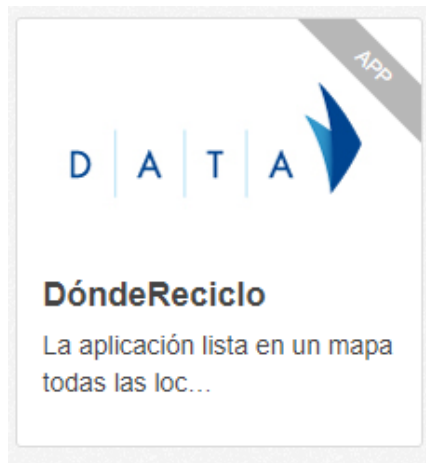 APP
D A T A
DóndeReciclo
La aplicación lista en un mapa
todas las loc...